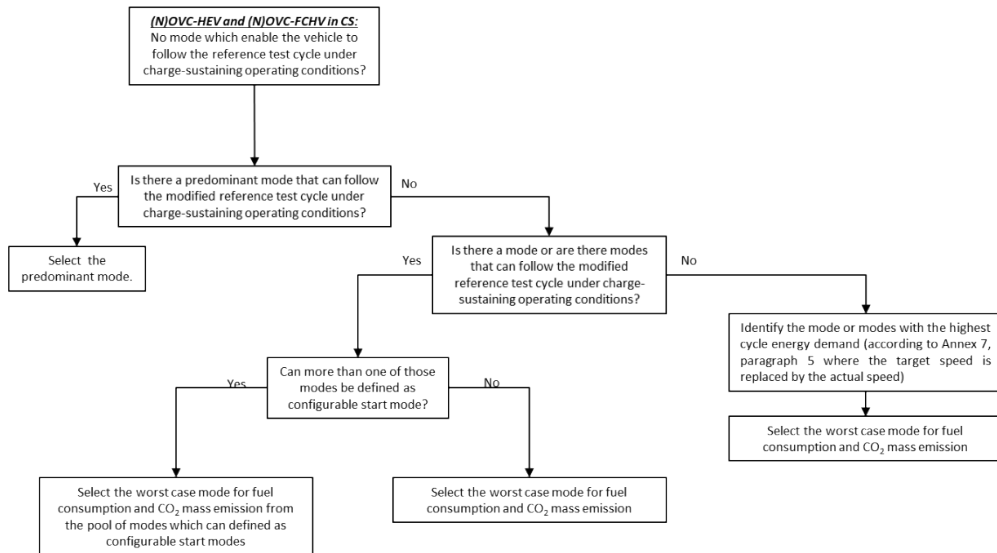 (N)OVC-HEV and (N)OVC-FCHV in CS:
No mode which enable the vehicle to
follow the reference test cycle under
charge-sustaining operating conditions?
Yes
Is there a predominant mode that can follow
the modified reference test cycle under
charge-sustaining operating conditions?
No
Select the
predominant mode.
Yes
Is there a mode or are there modes
that can follow the modified
reference test cycle under charge-
sustaining operating conditions?
No
Identify the mode or modes with the highest
cycle energy demand (according to Annex 7,
paragraph 5 where the target speed is
replaced by the actual speed)
Yes
Can more than one of those
modes be defined as
configurable start mode?
No
Select the worst case mode for fuel
consumption and CO₂ mass emission
Select the worst case mode for fuel
consumption and CO₂ mass emission from
the pool of modes which can defined as
configurable start modes
Select the worst case mode for fuel
consumption and CO₂ mass emission